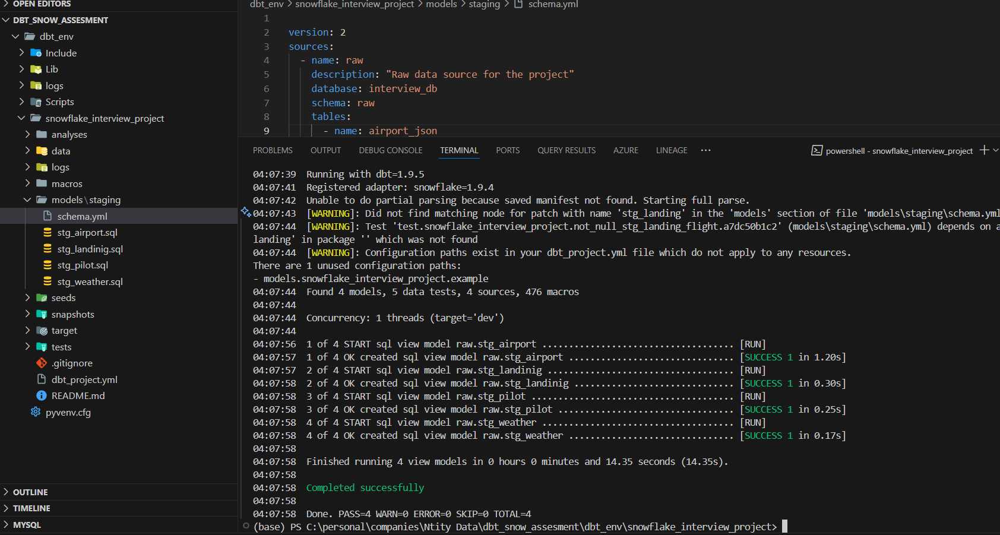 OPEN EDITORS
DBT_SNOW_ASSESMENT
dbt_env
Include
Lib
logs
Scripts
snowflake_interview_project
analyses
data
logs
macros
models\staging
schema.yml
stg_airport.sql
stg_landinig.sql
stg_pilot.sql
stg_weather.sql
seeds
snapshots
target
tests
.gitignore
dbt_project.yml
README.md
pyvenv.cfg
OUTLINE
TIMELINE
MYSQL
dbt_env > snowflake_interview_project > models > staging > schema.yml
1
2 version: 2
3 sources:
4 - name: raw
5 description: "Raw data source for the project"
6 database: interview_db
7 schema: raw
8 tables:
9 - name: airport_json
PROBLEMS OUTPUT DEBUG CONSOLE TERMINAL PORTS QUERY RESULTS AZURE LINEAGE ··· powershell - snowflake_interview_project
04:07:39 Running with dbt=1.9.5
04:07:41 Registered adapter: snowflake=1.9.4
04:07:42 Unable to do partial parsing because saved manifest not found. Starting full parse.
04:07:43 [WARNING]: Did not find matching node for patch with name 'stg_landing' in the 'models' section of file 'models\staging\schema.yml
04:07:44 [WARNING]: Test 'test.snowflake_interview_project.not_null_stg_landing_flight.a7dc50b1c2' (models\staging\schema.yml) depends on a
landing' in package '' which was not found
04:07:44 [WARNING]: Configuration paths exist in your dbt_project.yml file which do not apply to any resources.
There are 1 unused configuration paths:
- models.snowflake_interview_project.example
04:07:44 Found 4 models, 5 data tests, 4 sources, 476 macros
04:07:44
04:07:44 Concurrency: 1 threads (target='dev')
04:07:44
04:07:56 1 of 4 START sql view model raw.stg_airport .................................... [RUN]
04:07:57 1 of 4 OK created sql view model raw.stg_airport ............................... [SUCCESS 1 in 1.20s]
04:07:57 2 of 4 START sql view model raw.stg_landinig ................................... [RUN]
04:07:58 2 of 4 OK created sql view model raw.stg_landinig .............................. [SUCCESS 1 in 0.30s]
04:07:58 3 of 4 START sql view model raw.stg_pilot ...................................... [RUN]
04:07:58 3 of 4 OK created sql view model raw.stg_pilot ................................. [SUCCESS 1 in 0.25s]
04:07:58 4 of 4 START sql view model raw.stg_weather .................................... [RUN]
04:07:58 4 of 4 OK created sql view model raw.stg_weather ............................... [SUCCESS 1 in 0.17s]
04:07:58
04:07:58 Finished running 4 view models in 0 hours 0 minutes and 14.35 seconds (14.35s).
04:07:58
04:07:58 Completed successfully
04:07:58
04:07:58 Done. PASS=4 WARN=0 ERROR=0 SKIP=0 TOTAL=4
(base) PS C:\personal\companies\Ntity Data\dbt_snow_assesment\dbt_env\snowflake_interview_project>